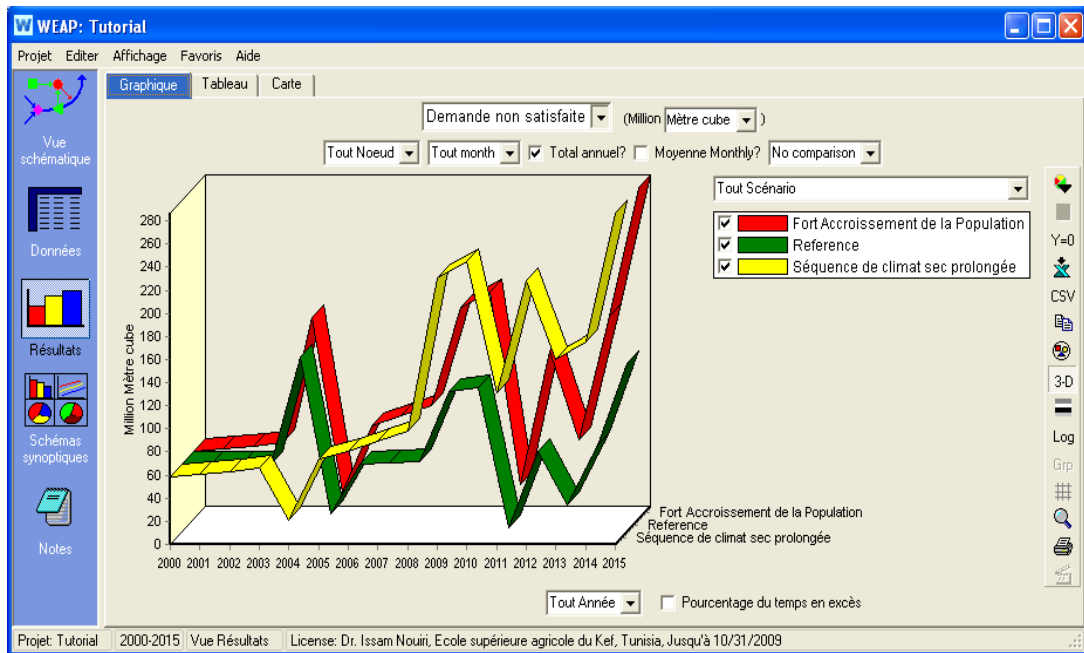 WEAP: Tutorial
Projet Editer Affichage Favoris Aide
Graphique Tableau Carte
Demande non satisfaite (Million Mètre cube )
Tout Noeud Tout month Total annuel? Moyenne Monthly? No comparison
Vue schématique
Données
Résultats
Schémas synoptiques
Notes
Tout Scénario
Fort Accroissement de la Population
Reference
Séquence de climat sec prolongée
Y=0
CSV
3-D
Log
Grp
Million Mètre cube
280
260
240
220
200
180
160
140
120
100
80
60
40
20
0
2000 2001 2002 2003 2004 2005 2006 2007 2008 2009 2010 2011 2012 2013 2014 2015
Fort Accroissement de la Population
Reference
Séquence de climat sec prolongée
Tout Année Pourcentage du temps en excès
Projet: Tutorial 2000-2015 Vue Résultats License: Dr. Issam Nouiri, Ecole supérieure agricole du Kef, Tunisia, Jusqu'à 10/31/2009